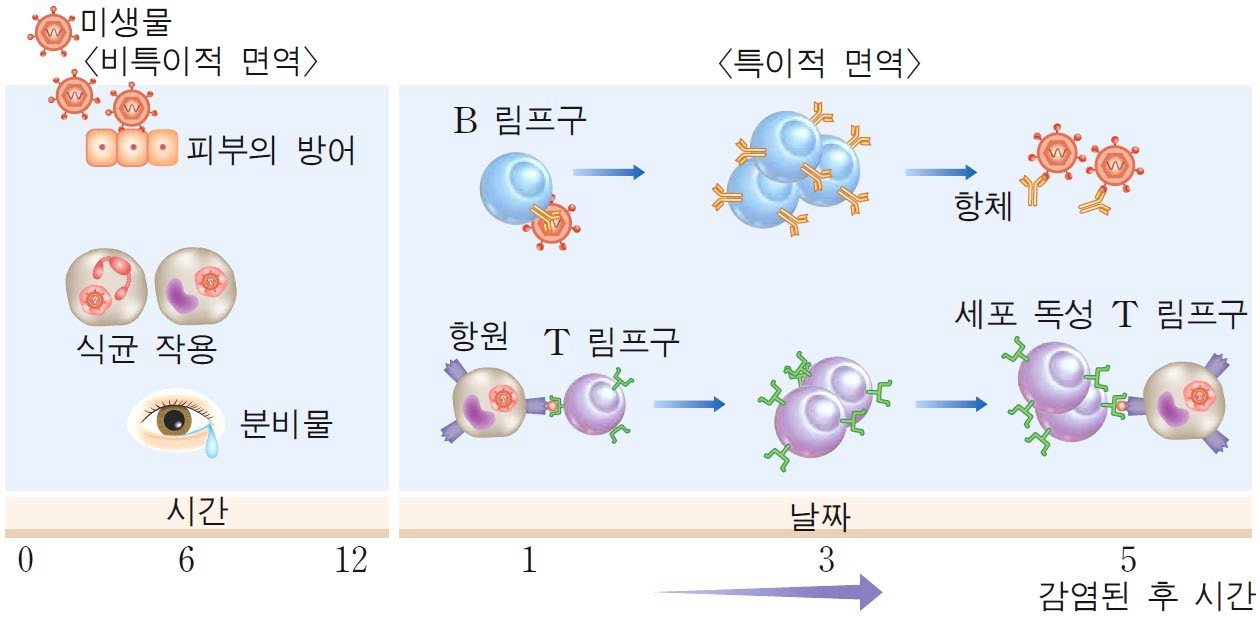 미생물
〈비특이적 면역〉
피부의 방어
식균 작용
분비물
시간
0 6 12
〈특이적 면역〉
B 림프구
항체
항원 T 림프구
세포 독성 T 림프구
날짜
1 3 5
감염된 후 시간